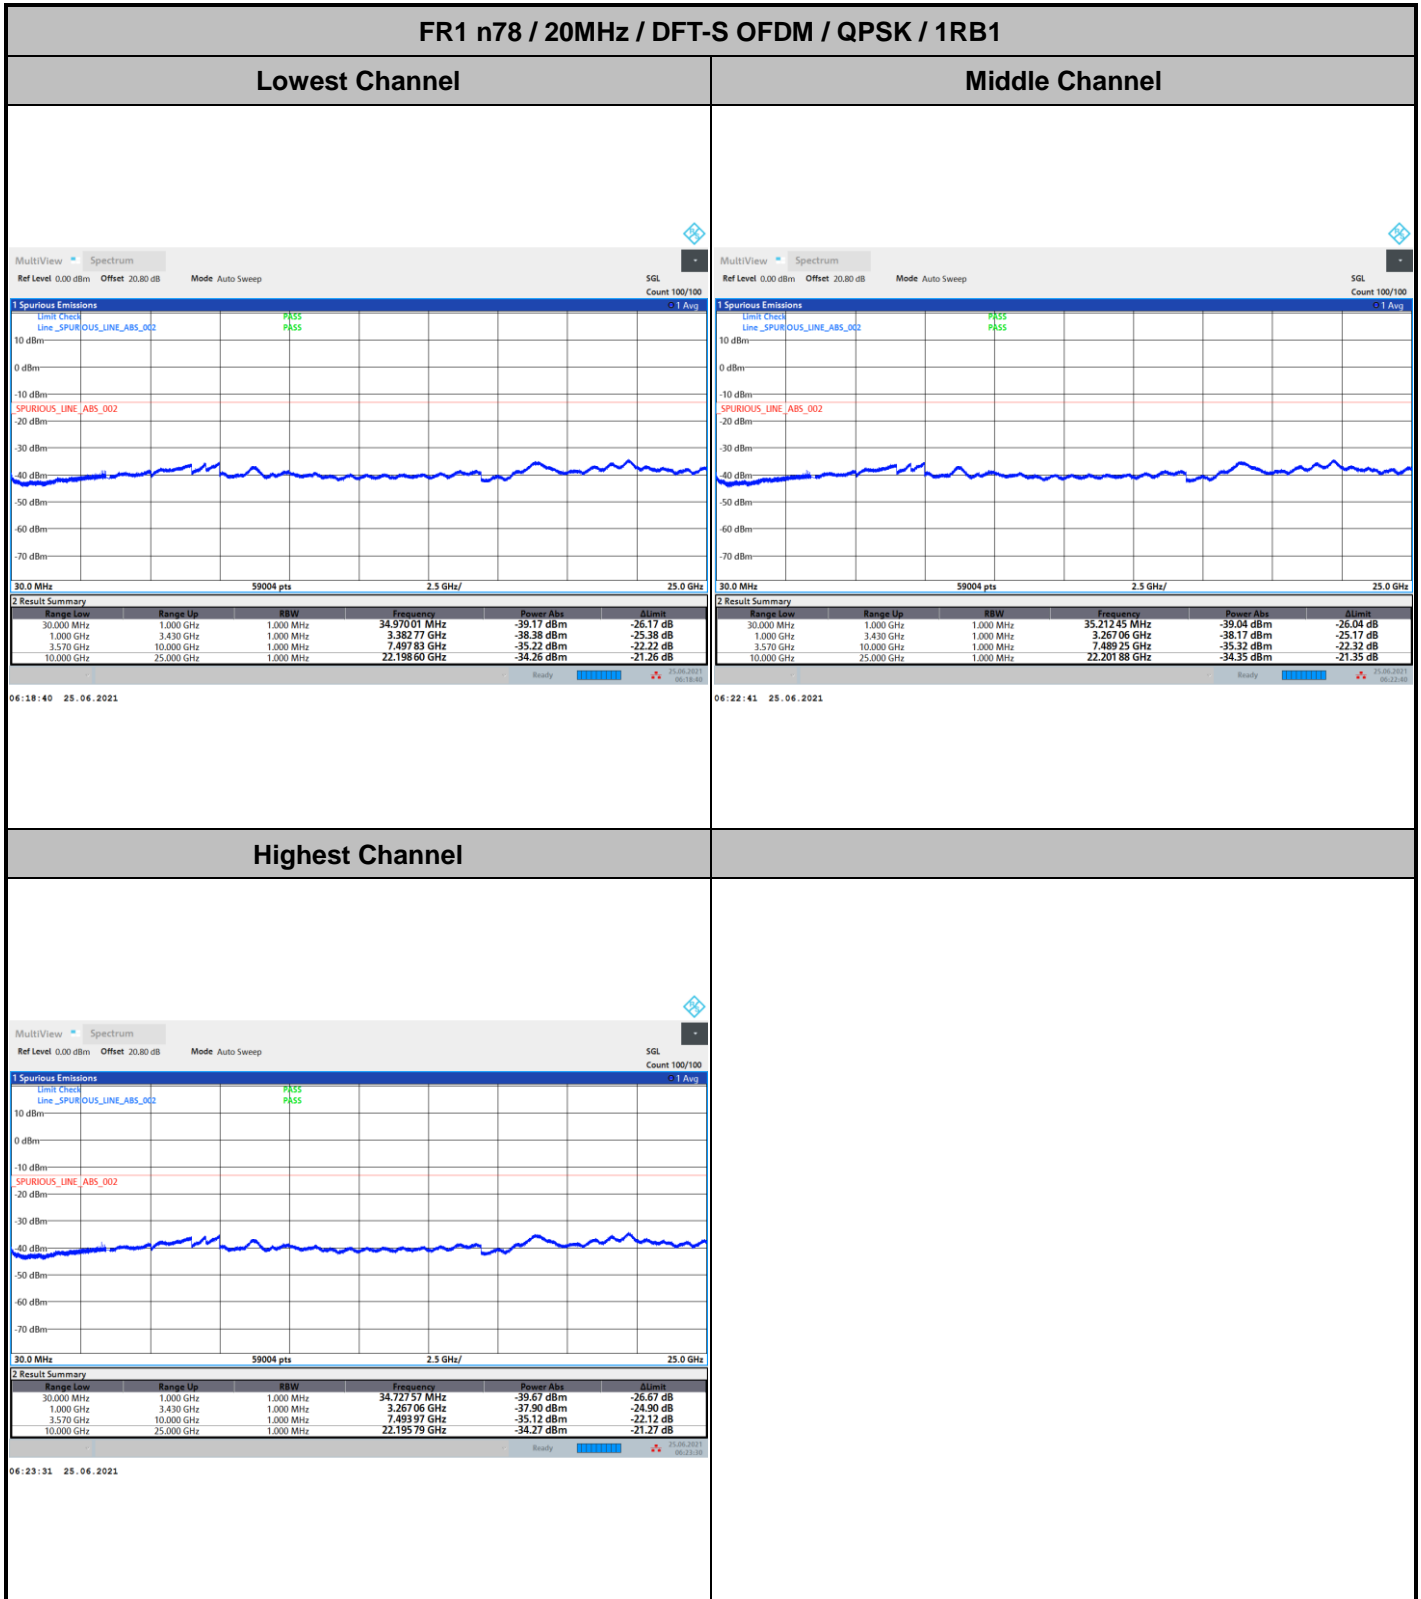 FR1 n78 / 20MHz / DFT-S OFDM / QPSK / 1RB1
Lowest Channel
Middle Channel
MultiView Spectrum
Ref Level 0.00 dBm Offset 20.80 dB Mode Auto Sweep SGL
Count 100/100
1 Spurious Emissions 1 Avg
Limit Check PASS
Line _SPURIOUS_LINE_ABS_002 PASS
10 dBm
0 dBm
-10 dBm
_SPURIOUS_LINE_ABS_002
-20 dBm
-30 dBm
-40 dBm
-50 dBm
-60 dBm
-70 dBm
30.0 MHz 59004 pts 2.5 GHz/ 25.0 GHz
2 Result Summary
Range Low Range Up RBW Frequency Power Abs ΔLimit
30.000 MHz 1.000 GHz 1.000 MHz 34.97001 MHz -39.17 dBm -26.17 dB
1.000 GHz 3.430 GHz 1.000 MHz 3.38277 GHz -38.38 dBm -25.38 dB
3.570 GHz 10.000 GHz 1.000 MHz 7.49783 GHz -35.22 dBm -22.22 dB
10.000 GHz 25.000 GHz 1.000 MHz 22.19860 GHz -34.26 dBm -21.26 dB
Ready 25.06.2021
06:18:40
06:18:40 25.06.2021
MultiView Spectrum
Ref Level 0.00 dBm Offset 20.80 dB Mode Auto Sweep SGL
Count 100/100
1 Spurious Emissions 1 Avg
Limit Check PASS
Line _SPURIOUS_LINE_ABS_002 PASS
10 dBm
0 dBm
-10 dBm
_SPURIOUS_LINE_ABS_002
-20 dBm
-30 dBm
-40 dBm
-50 dBm
-60 dBm
-70 dBm
30.0 MHz 59004 pts 2.5 GHz/ 25.0 GHz
2 Result Summary
Range Low Range Up RBW Frequency Power Abs ΔLimit
30.000 MHz 1.000 GHz 1.000 MHz 35.21245 MHz -39.04 dBm -26.04 dB
1.000 GHz 3.430 GHz 1.000 MHz 3.26706 GHz -38.17 dBm -25.17 dB
3.570 GHz 10.000 GHz 1.000 MHz 7.48925 GHz -35.32 dBm -22.32 dB
10.000 GHz 25.000 GHz 1.000 MHz 22.20188 GHz -34.35 dBm -21.35 dB
Ready 25.06.2021
06:22:40
06:22:41 25.06.2021
Highest Channel
MultiView Spectrum
Ref Level 0.00 dBm Offset 20.80 dB Mode Auto Sweep SGL
Count 100/100
1 Spurious Emissions 1 Avg
Limit Check PASS
Line _SPURIOUS_LINE_ABS_002 PASS
10 dBm
0 dBm
-10 dBm
_SPURIOUS_LINE_ABS_002
-20 dBm
-30 dBm
-40 dBm
-50 dBm
-60 dBm
-70 dBm
30.0 MHz 59004 pts 2.5 GHz/ 25.0 GHz
2 Result Summary
Range Low Range Up RBW Frequency Power Abs ΔLimit
30.000 MHz 1.000 GHz 1.000 MHz 34.72757 MHz -39.67 dBm -26.67 dB
1.000 GHz 3.430 GHz 1.000 MHz 3.26706 GHz -37.90 dBm -24.90 dB
3.570 GHz 10.000 GHz 1.000 MHz 7.49397 GHz -35.12 dBm -22.12 dB
10.000 GHz 25.000 GHz 1.000 MHz 22.19579 GHz -34.27 dBm -21.27 dB
Ready 25.06.2021
06:23:30
06:23:31 25.06.2021